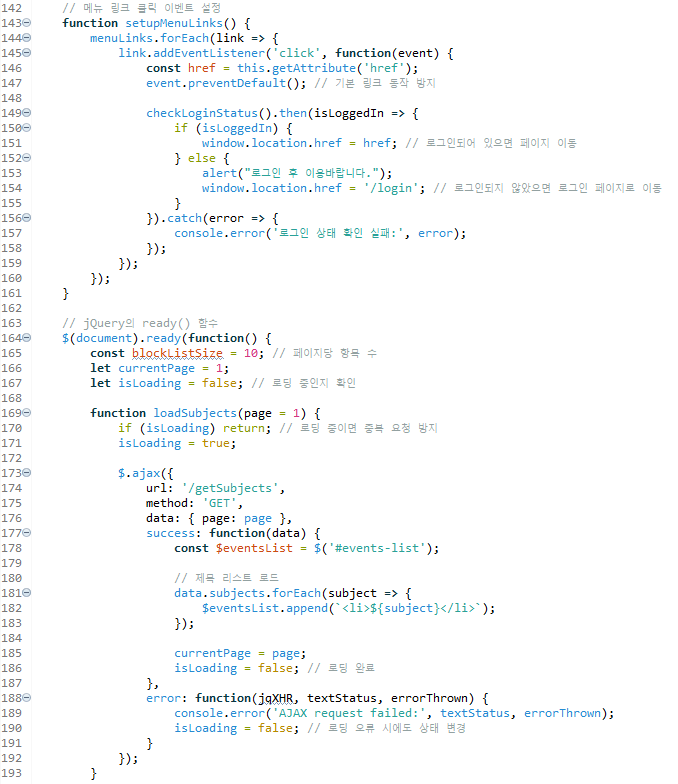 142 // 메뉴 링크 클릭 이벤트 설정
143 function setupMenuLinks() {
144 menuLinks.forEach(link => {
145 link.addEventListener('click', function(event) {
146 const href = this.getAttribute('href');
147 event.preventDefault(); // 기본 링크 동작 방지
148
149 checkLoginStatus().then(isLoggedIn => {
150 if (isLoggedIn) {
151 window.location.href = href; // 로그인되어 있으면 페이지 이동
152 } else {
153 alert("로그인 후 이용바랍니다.");
154 window.location.href = '/login'; // 로그인되지 않았으면 로그인 페이지로 이동
155 }
156 }).catch(error => {
157 console.error('로그인 상태 확인 실패:', error);
158 });
159 });
160 });
161 }
162
163 // jQuery의 ready() 함수
164 $(document).ready(function() {
165 const blockListSize = 10; // 페이지당 항목 수
166 let currentPage = 1;
167 let isLoading = false; // 로딩 중인지 확인
168
169 function loadSubjects(page = 1) {
170 if (isLoading) return; // 로딩 중이면 중복 요청 방지
171 isLoading = true;
172
173 $.ajax({
174 url: '/getSubjects',
175 method: 'GET',
176 data: { page: page },
177 success: function(data) {
178 const $eventsList = $('#events-list');
179
180 // 제목 리스트 로드
181 data.subjects.forEach(subject => {
182 $eventsList.append(`<li>${subject}</li>`);
183 });
184
185 currentPage = page;
186 isLoading = false; // 로딩 완료
187 },
188 error: function(jqXHR, textStatus, errorThrown) {
189 console.error('AJAX request failed:', textStatus, errorThrown);
190 isLoading = false; // 로딩 오류 시에도 상태 변경
191 }
192 });
193 }